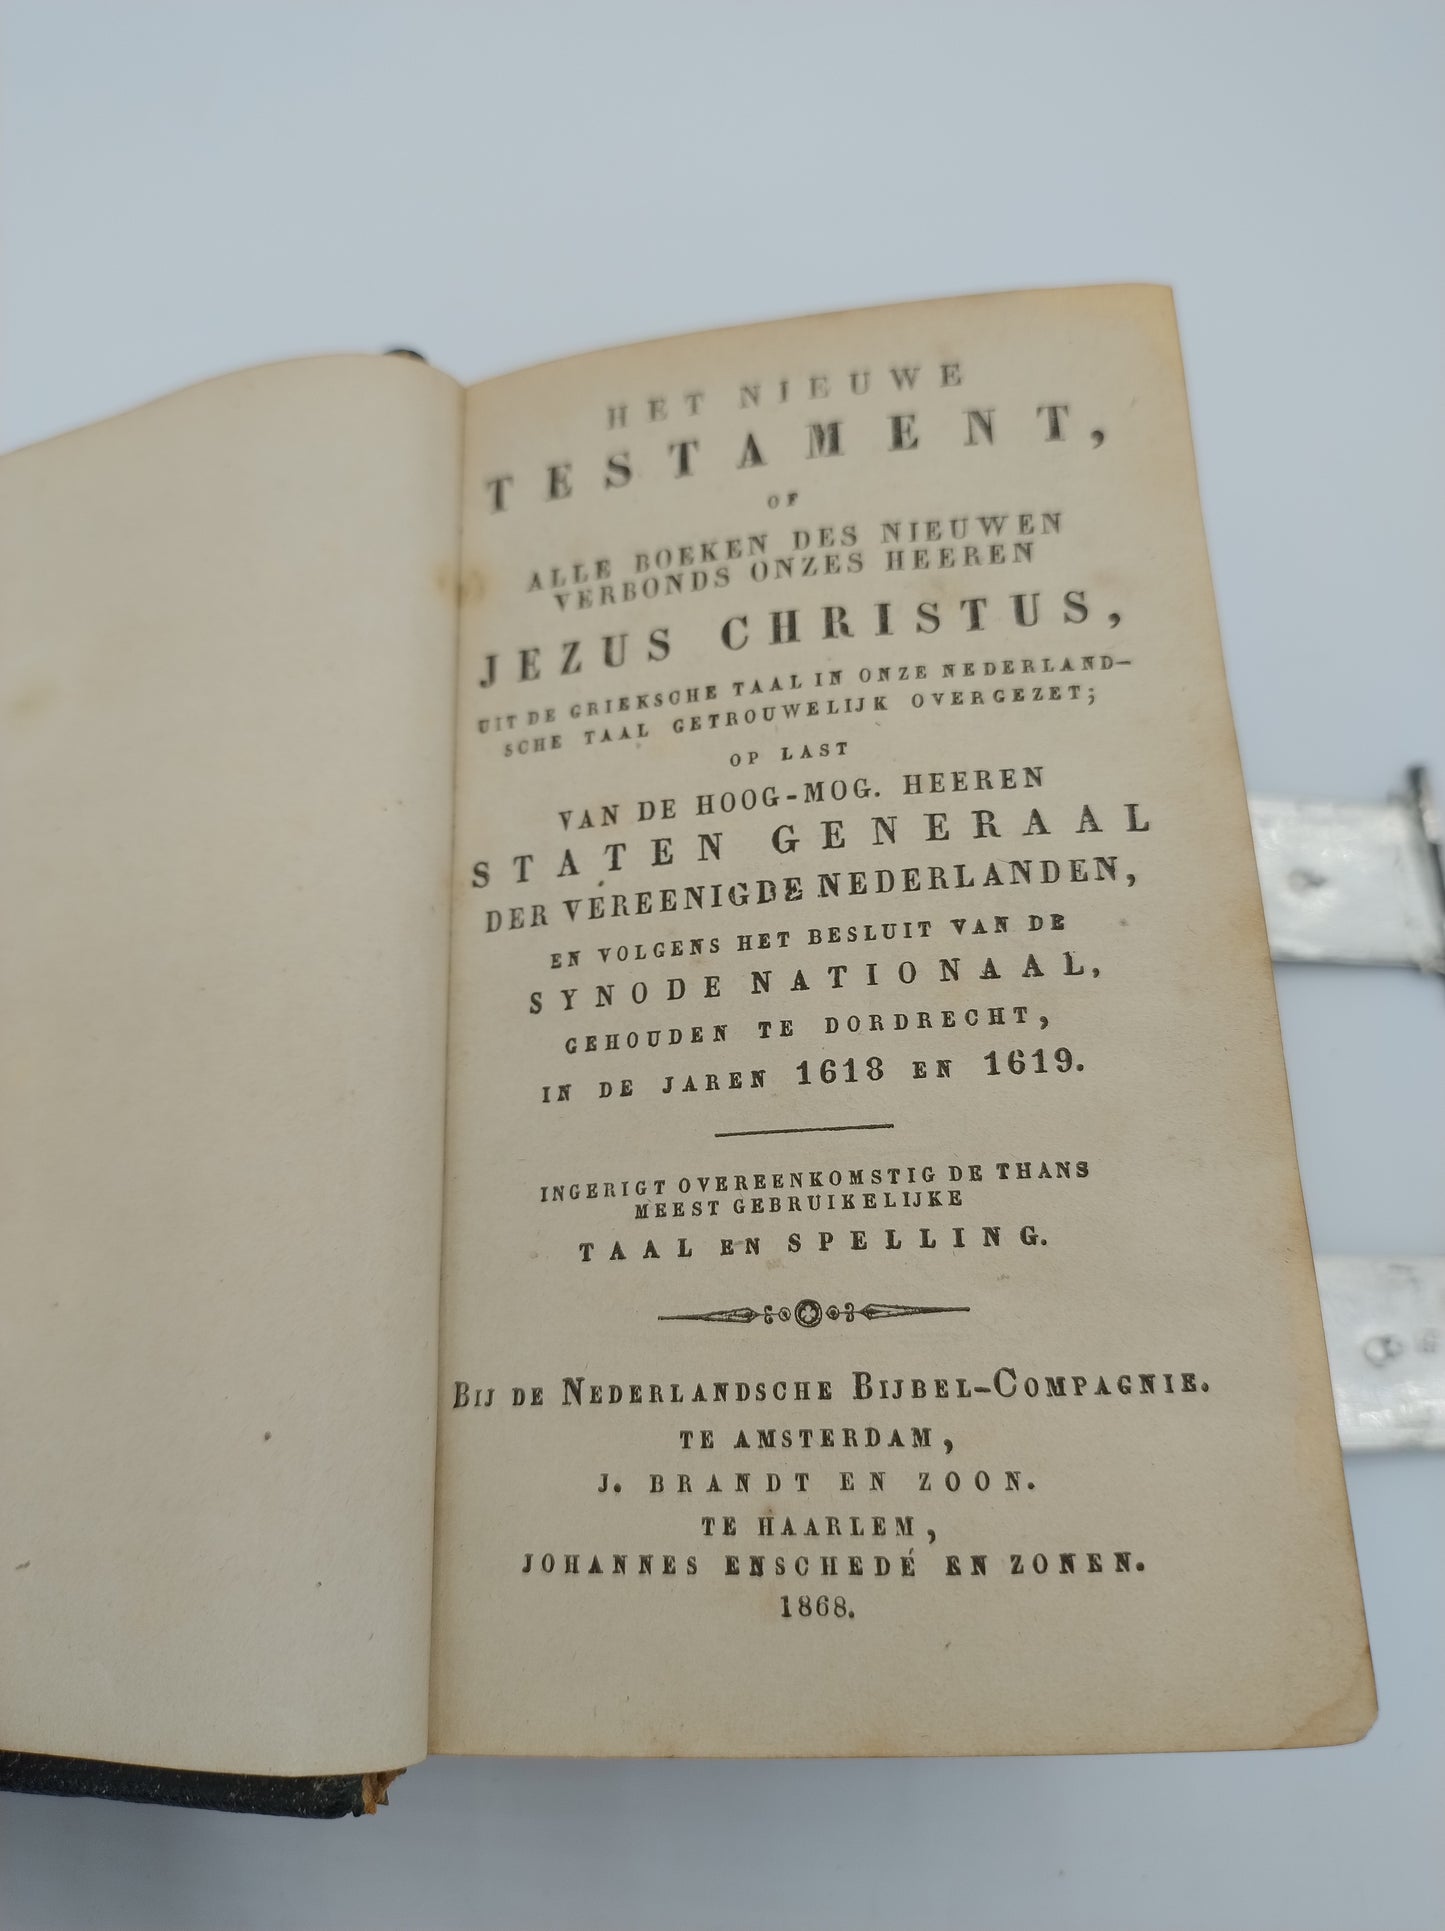 HET NIEUWE
TESTAMENT,
OF
ALLE BOEKEN DES NIEUWEN
VERBONDS ONZES HEEREN
JEZUS CHRISTUS,
UIT DE GRIEKSCHE TAAL IN ONZE NEDERLAND-
SCHE TAAL GETROUWELIJK OVERGEZET;
OP LAST
VAN DE HOOG-MOG. HEEREN
STATEN GENERAAL
DER VEREENIGDE NEDERLANDEN,
EN VOLGENS HET BESLUIT VAN DE
SYNODE NATIONAAL,
GEHOUDEN TE DORDRECHT,
IN DE JAREN 1618 EN 1619.
INGERIGT OVEREENKOMSTIG DE THANS
MEEST GEBRUIKELIJKE
TAAL EN SPELLING.
BIJ DE NEDERLANDSCHE BIJBEL-COMPAGNIE.
TE AMSTERDAM,
J. BRANDT EN ZOON.
TE HAARLEM,
JOHANNES ENSCHEDÉ EN ZONEN.
1868.